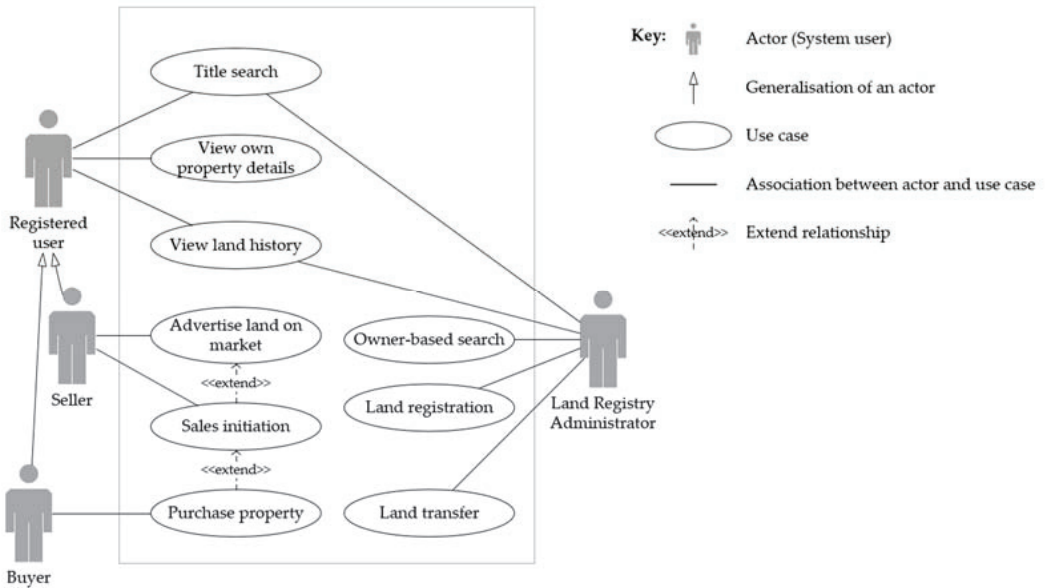 Title search
View own
property details
View land history
Advertise land on
market
<<extend>>
Sales initiation
<<extend>>
Purchase property
Owner-based search
Land registration
Land transfer
Registered
user
Seller
Buyer
Land Registry
Administrator
Key:
Actor (System user)
Generalisation of an actor
Use case
Association between actor and use case
<<extend>>
Extend relationship